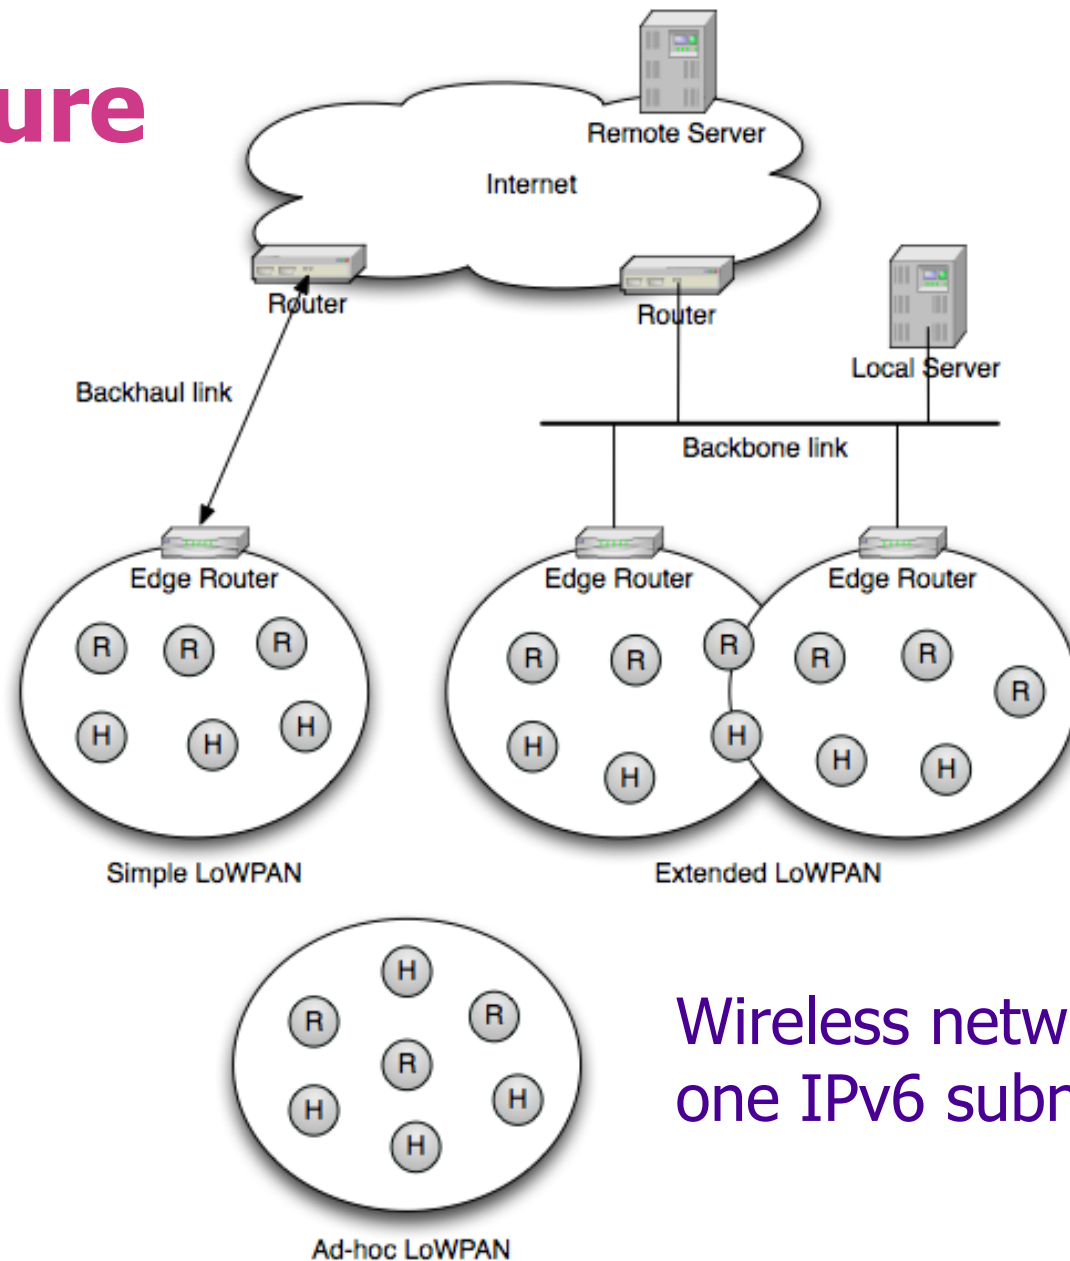 ure
Remote Server
Internet
Router
Router
Local Server
Backhaul link
Backbone link
Edge Router
Edge Router
Edge Router
R R R
H H H
R R R R R R
H H H H H
Simple LoWPAN
Extended LoWPAN
H
R R
R
H H
H
Wireless netw
one IPv6 subr
Ad-hoc LoWPAN